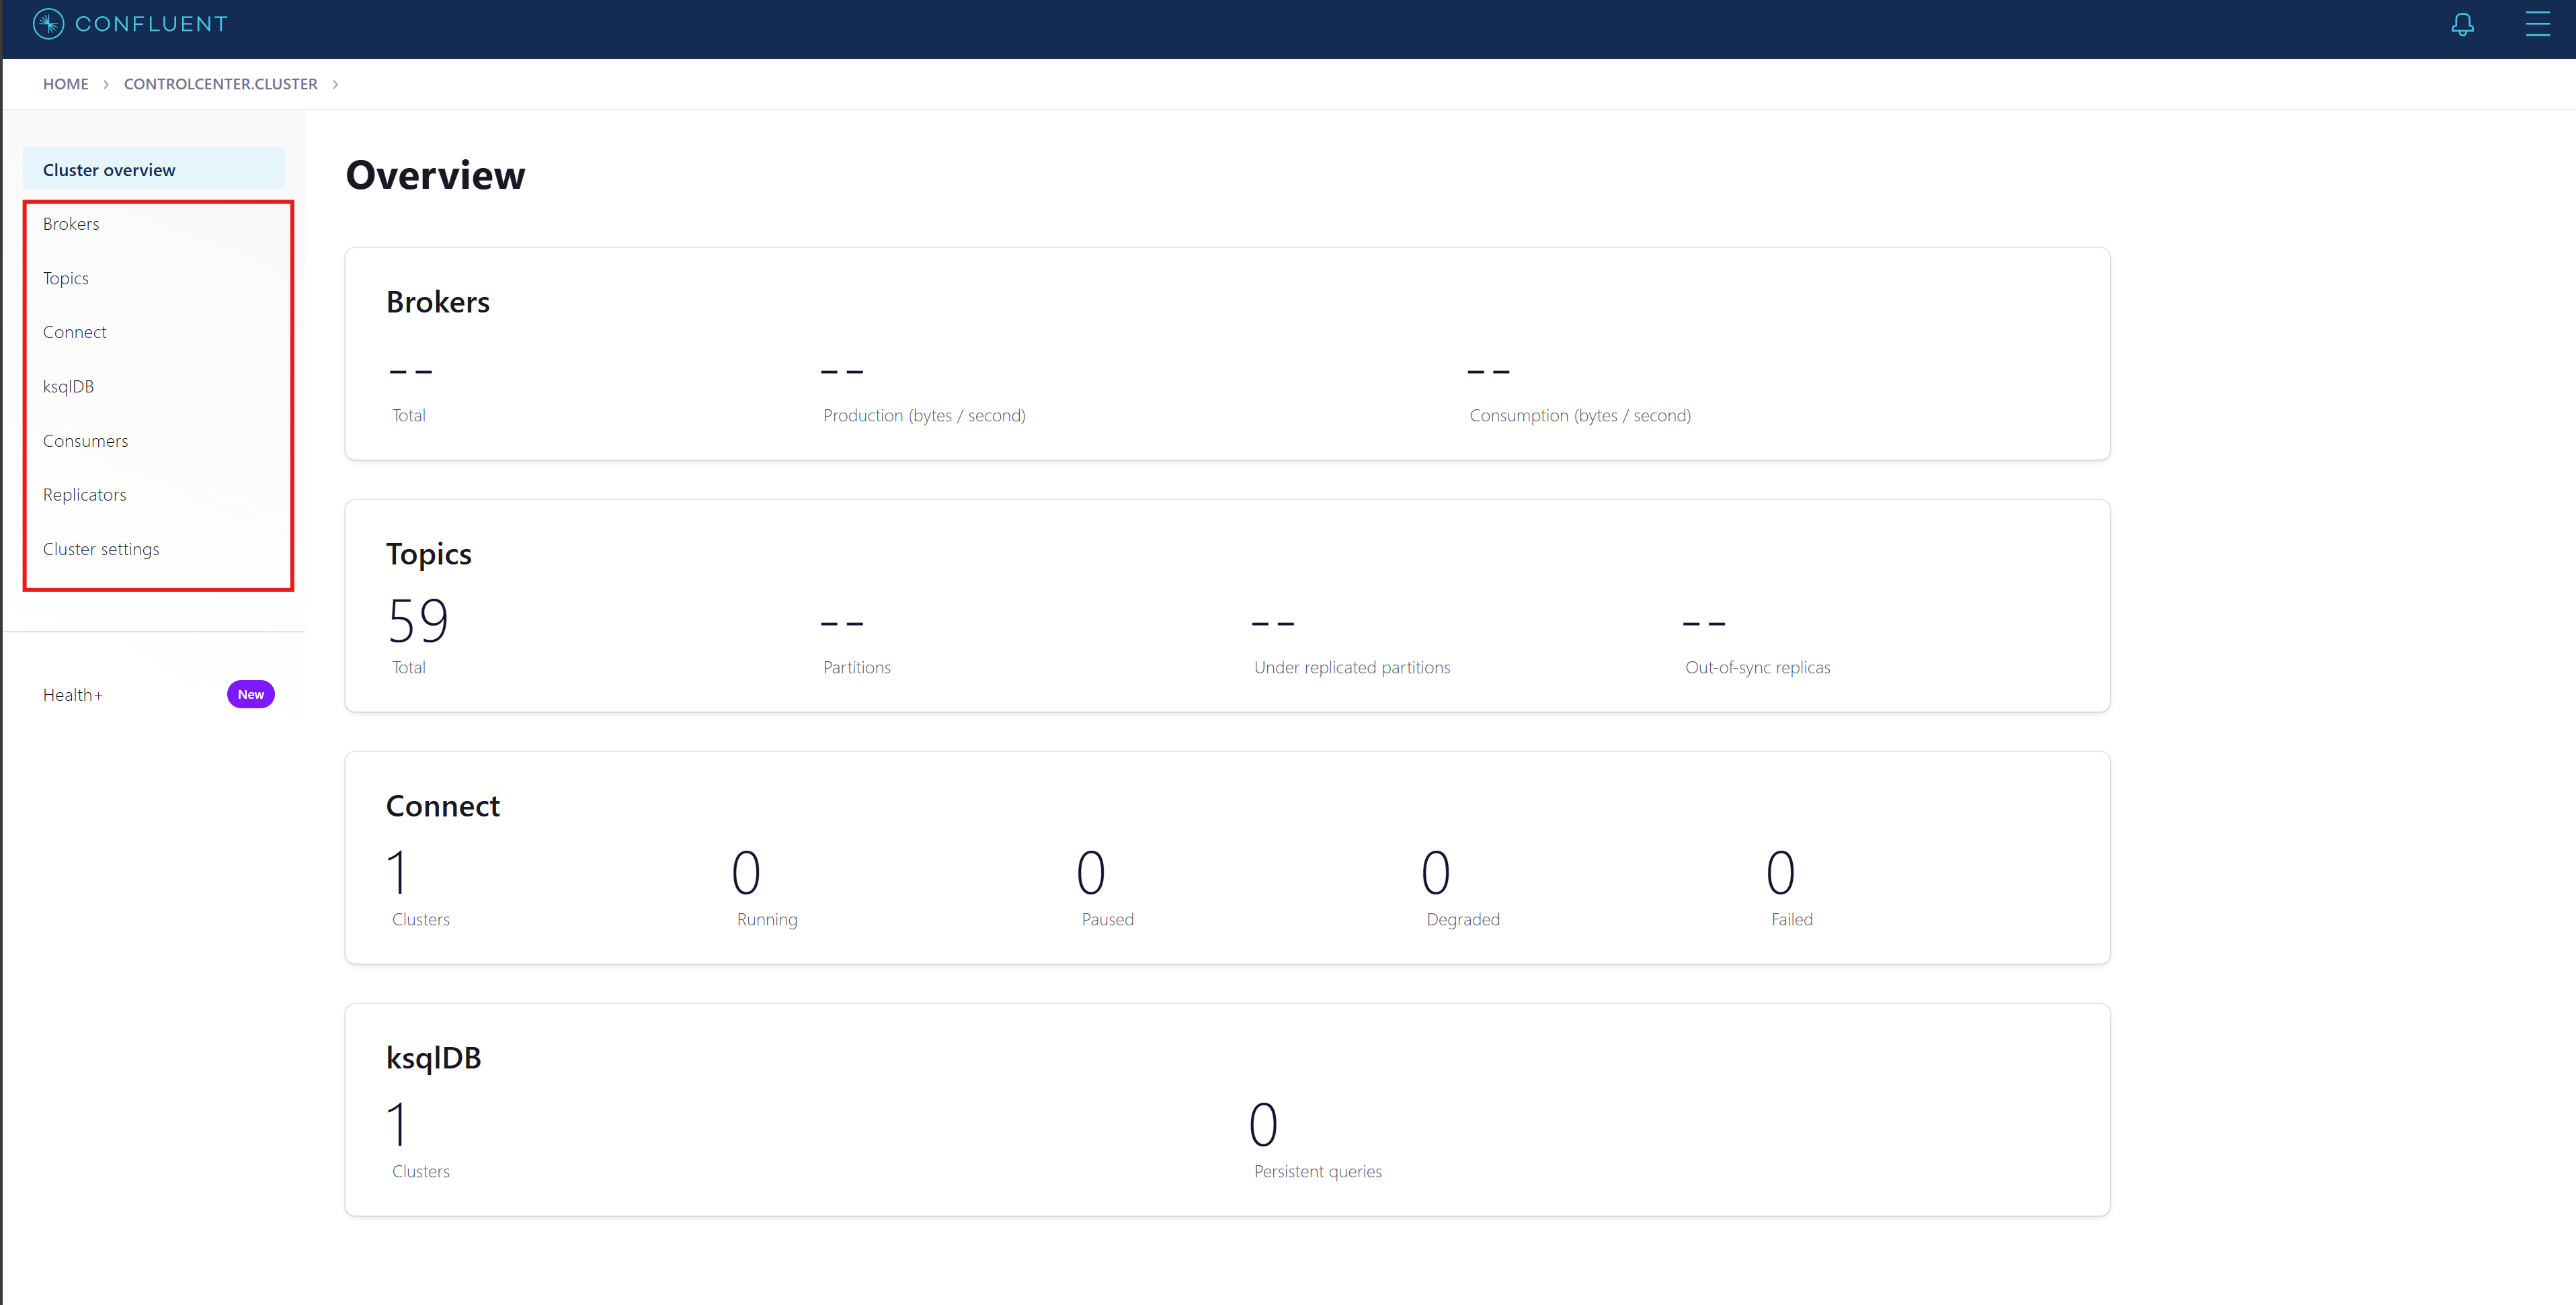 CONFLUENT
HOME > CONTROLCENTER.CLUSTER >
Cluster overview
Brokers
Topics
Connect
ksqlDB
Consumers
Replicators
Cluster settings
Health+ New
Overview
Brokers
-- -- --
Total Production (bytes / second) Consumption (bytes / second)
Topics
59 -- -- --
Total Partitions Under replicated partitions Out-of-sync replicas
Connect
1 0 0 0 0
Clusters Running Paused Degraded Failed
ksqlDB
1 0
Clusters Persistent queries